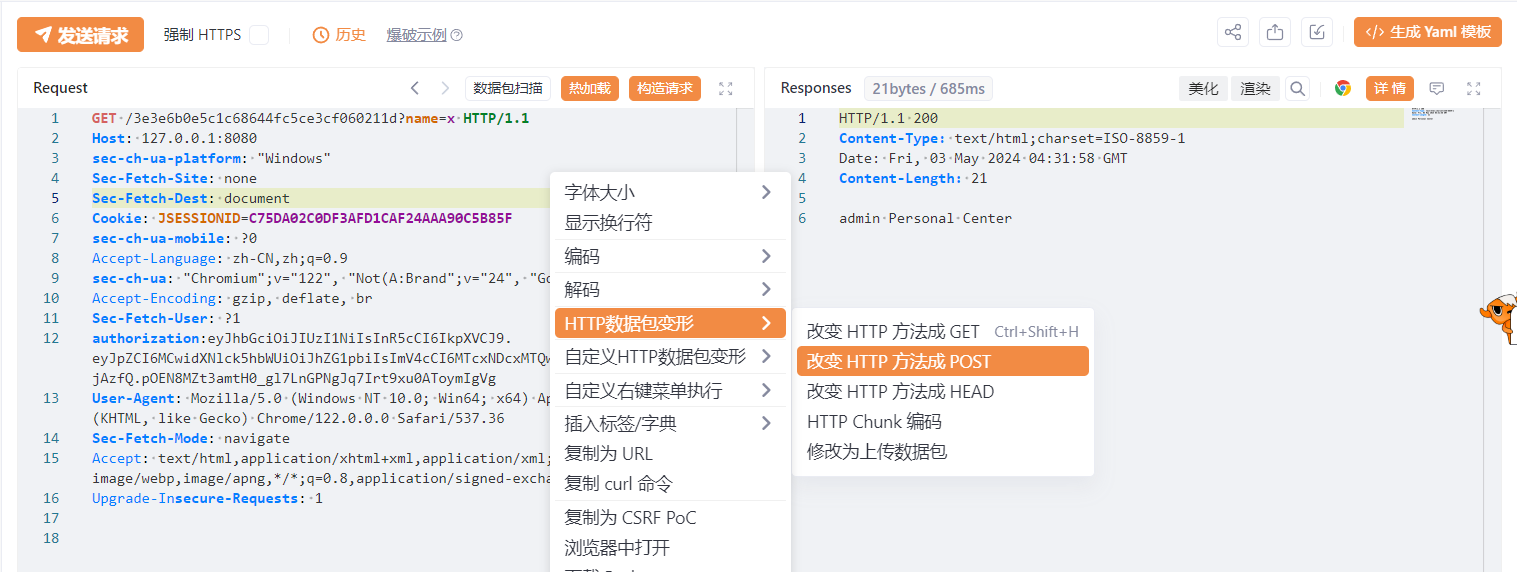 发送请求 强制 HTTPS 历史 爆破示例 </> 生成 Yaml 模板
Request 数据包扫描 热加载 构造请求
Responses 21bytes / 685ms 美化 渲染 详情
1 GET /3e3e6b0e5c1c68644fc5ce3cf060211d?name=x HTTP/1.1
2 Host: 127.0.0.1:8080
3 sec-ch-ua-platform: "Windows"
4 Sec-Fetch-Site: none
5 Sec-Fetch-Dest: document
6 Cookie: JSESSIONID=C75DA02C0DF3AFD1CAF24AAA90C5B85F
7 sec-ch-ua-mobile: ?0
8 Accept-Language: zh-CN,zh;q=0.9
9 sec-ch-ua: "Chromium";v="122", "Not(A:Brand";v="24", "Go
10 Accept-Encoding: gzip, deflate, br
11 Sec-Fetch-User: ?1
12 authorization:eyJhbGciOiJIUzI1NiIsInR5cCI6IkpXVCJ9.
eyJpZCI6MCwidXNlck5hbWUiOiJhZG1pbiIsImV4cCI6MTcxNDcxMTQw
jAzfQ.pOEN8MZt3amtH0_gl7LnGPNgJq7Irt9xu0AToymIgVg
13 User-Agent: Mozilla/5.0 (Windows NT 10.0; Win64; x64) Ap
(KHTML, like Gecko) Chrome/122.0.0.0 Safari/537.36
14 Sec-Fetch-Mode: navigate
15 Accept: text/html,application/xhtml+xml,application/xml;
image/webp,image/apng,*/*;q=0.8,application/signed-excha
16 Upgrade-Insecure-Requests: 1
17
18
字体大小
显示换行符
编码
解码
HTTP数据包变形
自定义HTTP数据包变形
自定义右键菜单执行
插入标签/字典
复制为 URL
复制 curl 命令
复制为 CSRF PoC
浏览器中打开
改变 HTTP 方法成 GET Ctrl+Shift+H
改变 HTTP 方法成 POST
改变 HTTP 方法成 HEAD
HTTP Chunk 编码
修改为上传数据包
1 HTTP/1.1 200
2 Content-Type: text/html;charset=ISO-8859-1
3 Date: Fri, 03 May 2024 04:31:58 GMT
4 Content-Length: 21
5
6 admin Personal Center